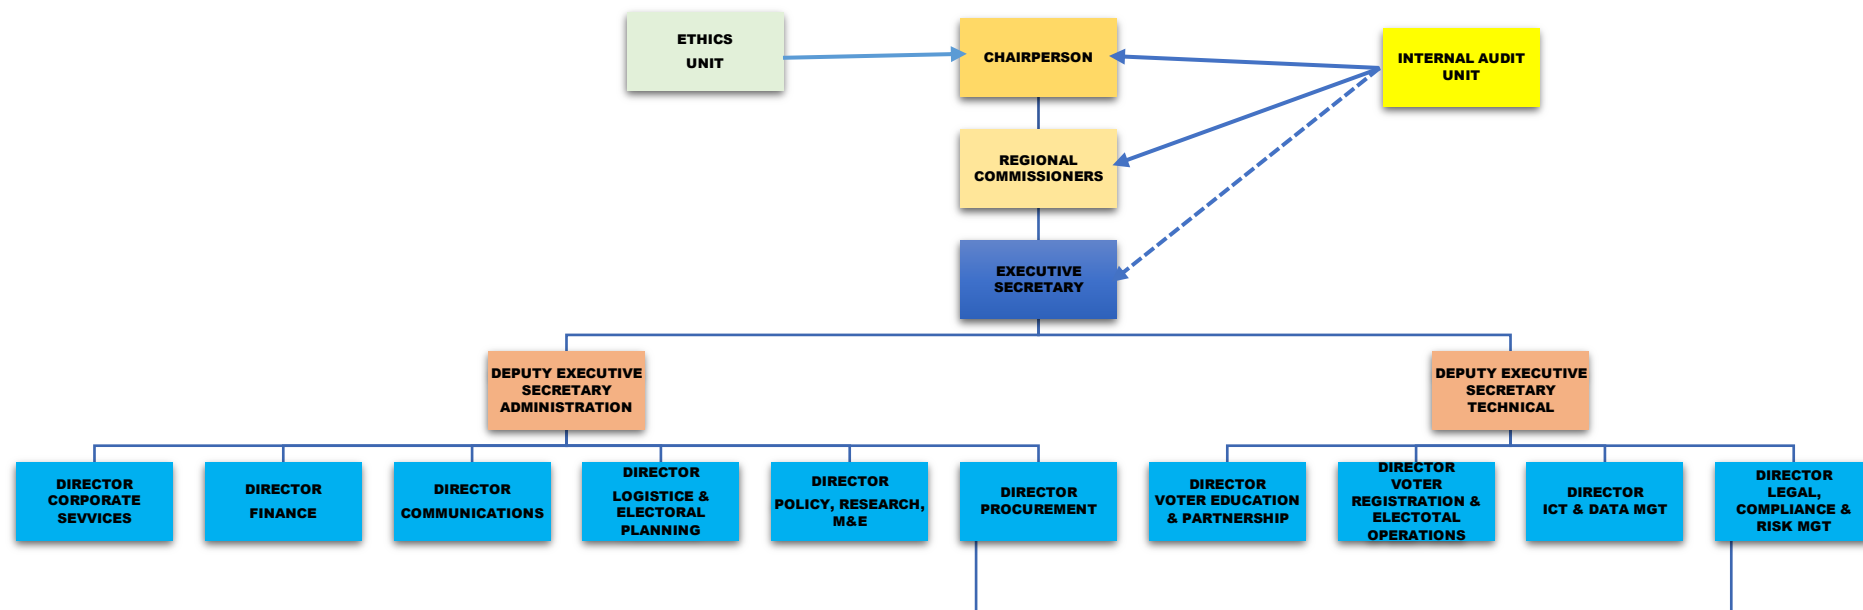 ETHICS
UNIT
CHAIRPERSON
INTERNAL AUDIT
UNIT
REGIONAL
COMMISSIONERS
EXECUTIVE
SECRETARY
DEPUTY EXECUTIVE
SECRETARY
ADMINISTRATION
DEPUTY EXECUTIVE
SECRETARY
TECHNICAL
DIRECTOR
CORPORATE
SEVVICES
DIRECTOR
FINANCE
DIRECTOR
COMMUNICATIONS
DIRECTOR
LOGISTICE &
ELECTORAL
PLANNING
DIRECTOR
POLICY, RESEARCH,
M&E
DIRECTOR
PROCUREMENT
DIRECTOR
VOTER EDUCATION
& PARTNERSHIP
DIRECTOR
VOTER
REGISTRATION &
ELECTOTAL
OPERATIONS
DIRECTOR
ICT & DATA MGT
DIRECTOR
LEGAL,
COMPLIANCE &
RISK MGT